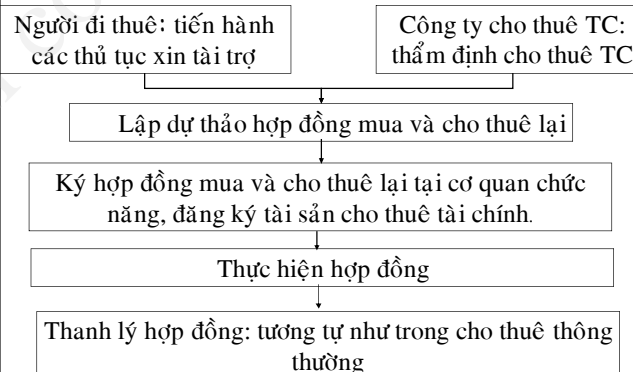 Người đi thuê: tiến hành
các thủ tục xin tài trợ
Công ty cho thuê TC:
thẩm định cho thuê TC
Lập dự thảo hợp đồng mua và cho thuê lại
Ký hợp đồng mua và cho thuê lại tại cơ quan chức
năng, đăng ký tài sản cho thuê tài chính.
Thực hiện hợp đồng
Thanh lý hợp đồng: tương tự như trong cho thuê thông
thường